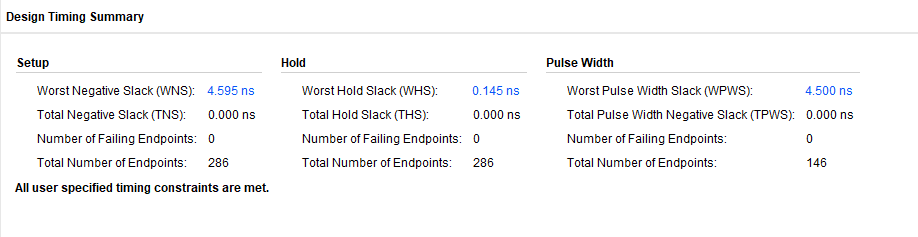 Design Timing Summary
Setup Hold Pulse Width
Worst Negative Slack (WNS): 4.595 ns Worst Hold Slack (WHS): 0.145 ns Worst Pulse Width Slack (WPWS): 4.500 ns
Total Negative Slack (TNS): 0.000 ns Total Hold Slack (THS): 0.000 ns Total Pulse Width Negative Slack (TPWS): 0.000 ns
Number of Failing Endpoints: 0 Number of Failing Endpoints: 0 Number of Failing Endpoints: 0
Total Number of Endpoints: 286 Total Number of Endpoints: 286 Total Number of Endpoints: 146
All user specified timing constraints are met.